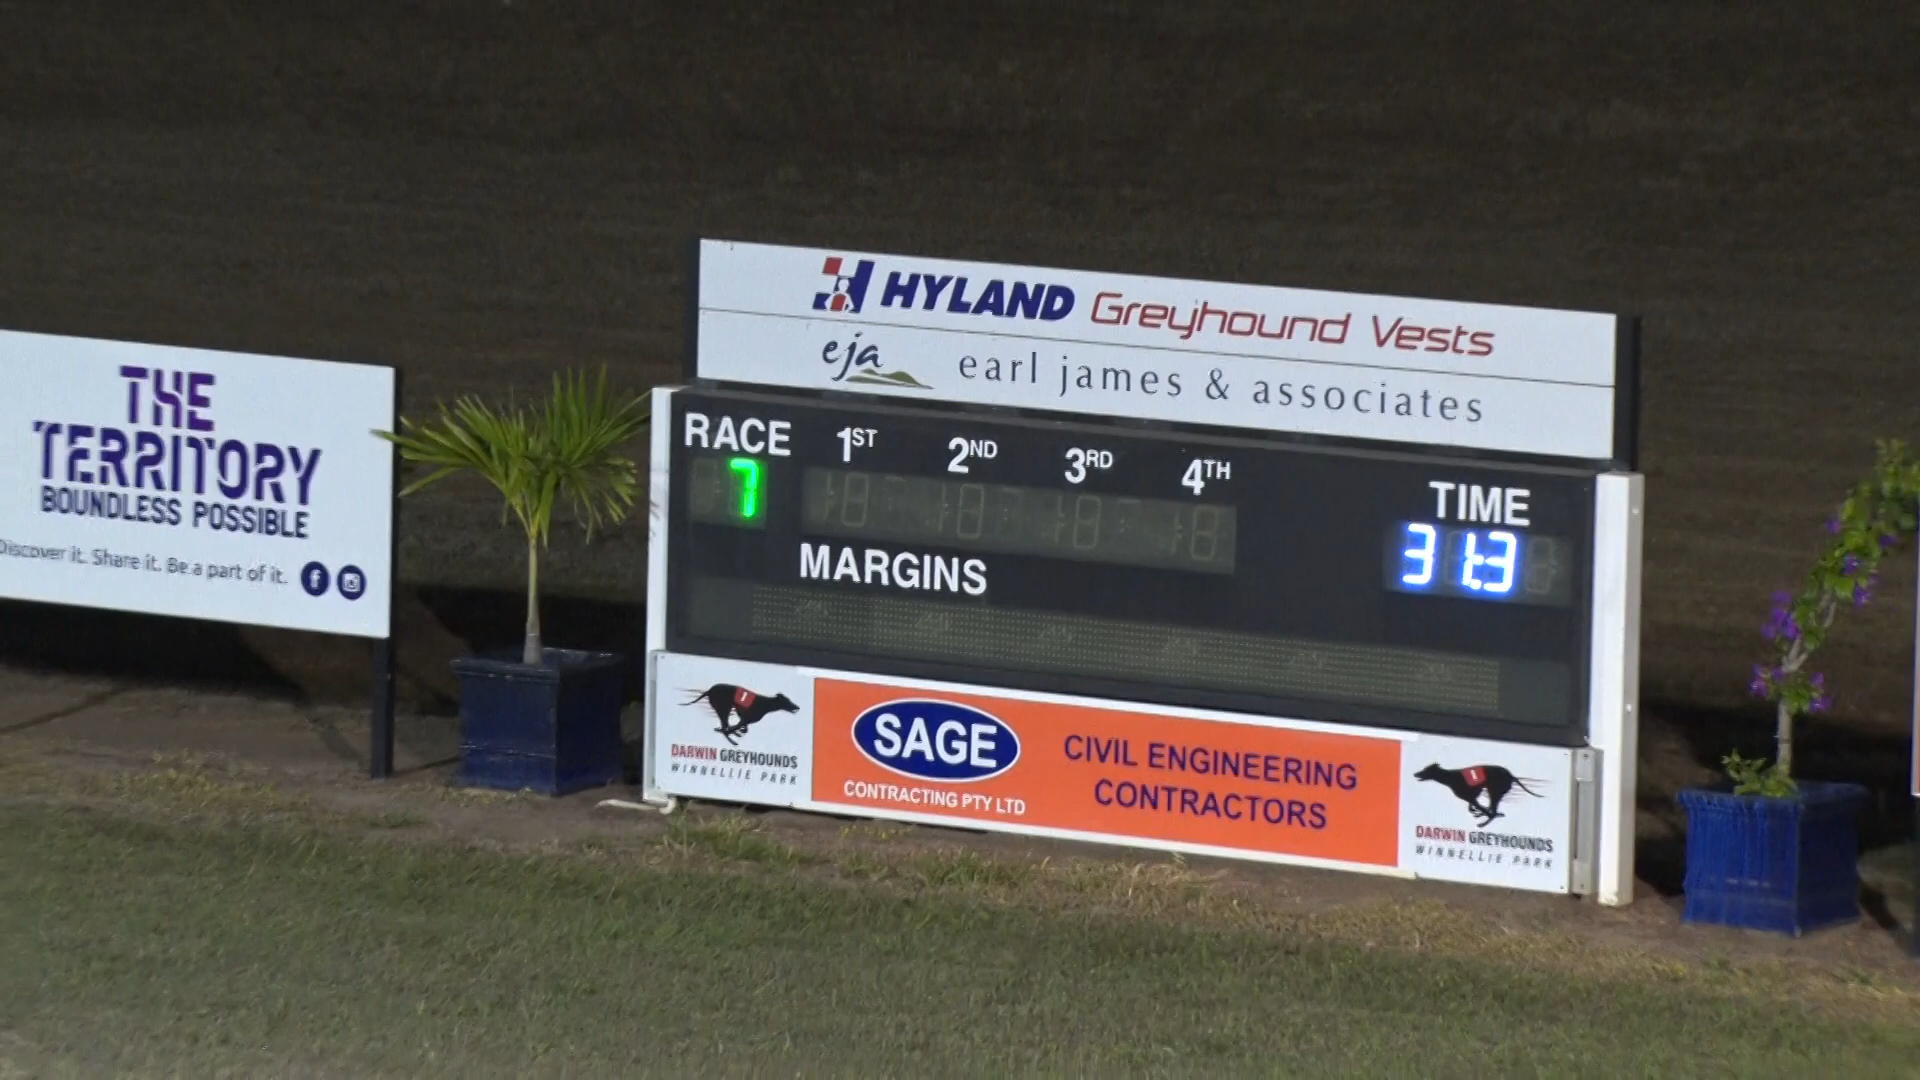 THE
TERRITORY
BOUNDLESS POSSIBLE
Discover it. Share it. Be a part of it.
HYLAND Greyhound Vests
eja earl james & associates
RACE 1ST 2ND 3RD 4TH TIME
7 31:3
MARGINS
DARWIN GREYHOUNDS
WINNELLIE PARK
SAGE
CONTRACTING PTY LTD
CIVIL ENGINEERING
CONTRACTORS
DARWIN GREYHOUNDS
WINNELLIE PARK